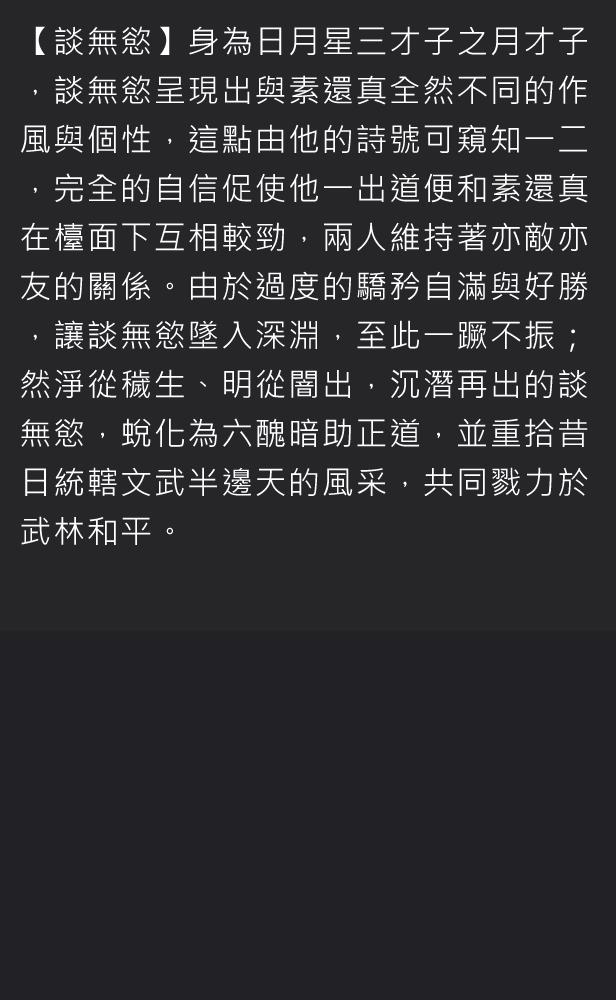 【談無慾】身為日月星三才子之月才子
，談無慾呈現出與素還真全然不同的作
風與個性，這點由他的詩號可窺知一二
，完全的自信促使他一出道便和素還真
在檯面下互相較勁，兩人維持著亦敵亦
友的關係。由於過度的驕矜自滿與好勝
，讓談無慾墜入深淵，至此一蹶不振；
然淨從穢生、明從闇出，沉潛再出的談
無慾，蛻化為六醜暗助正道，並重拾昔
日統轄文武半邊天的風采，共同戮力於
武林和平。